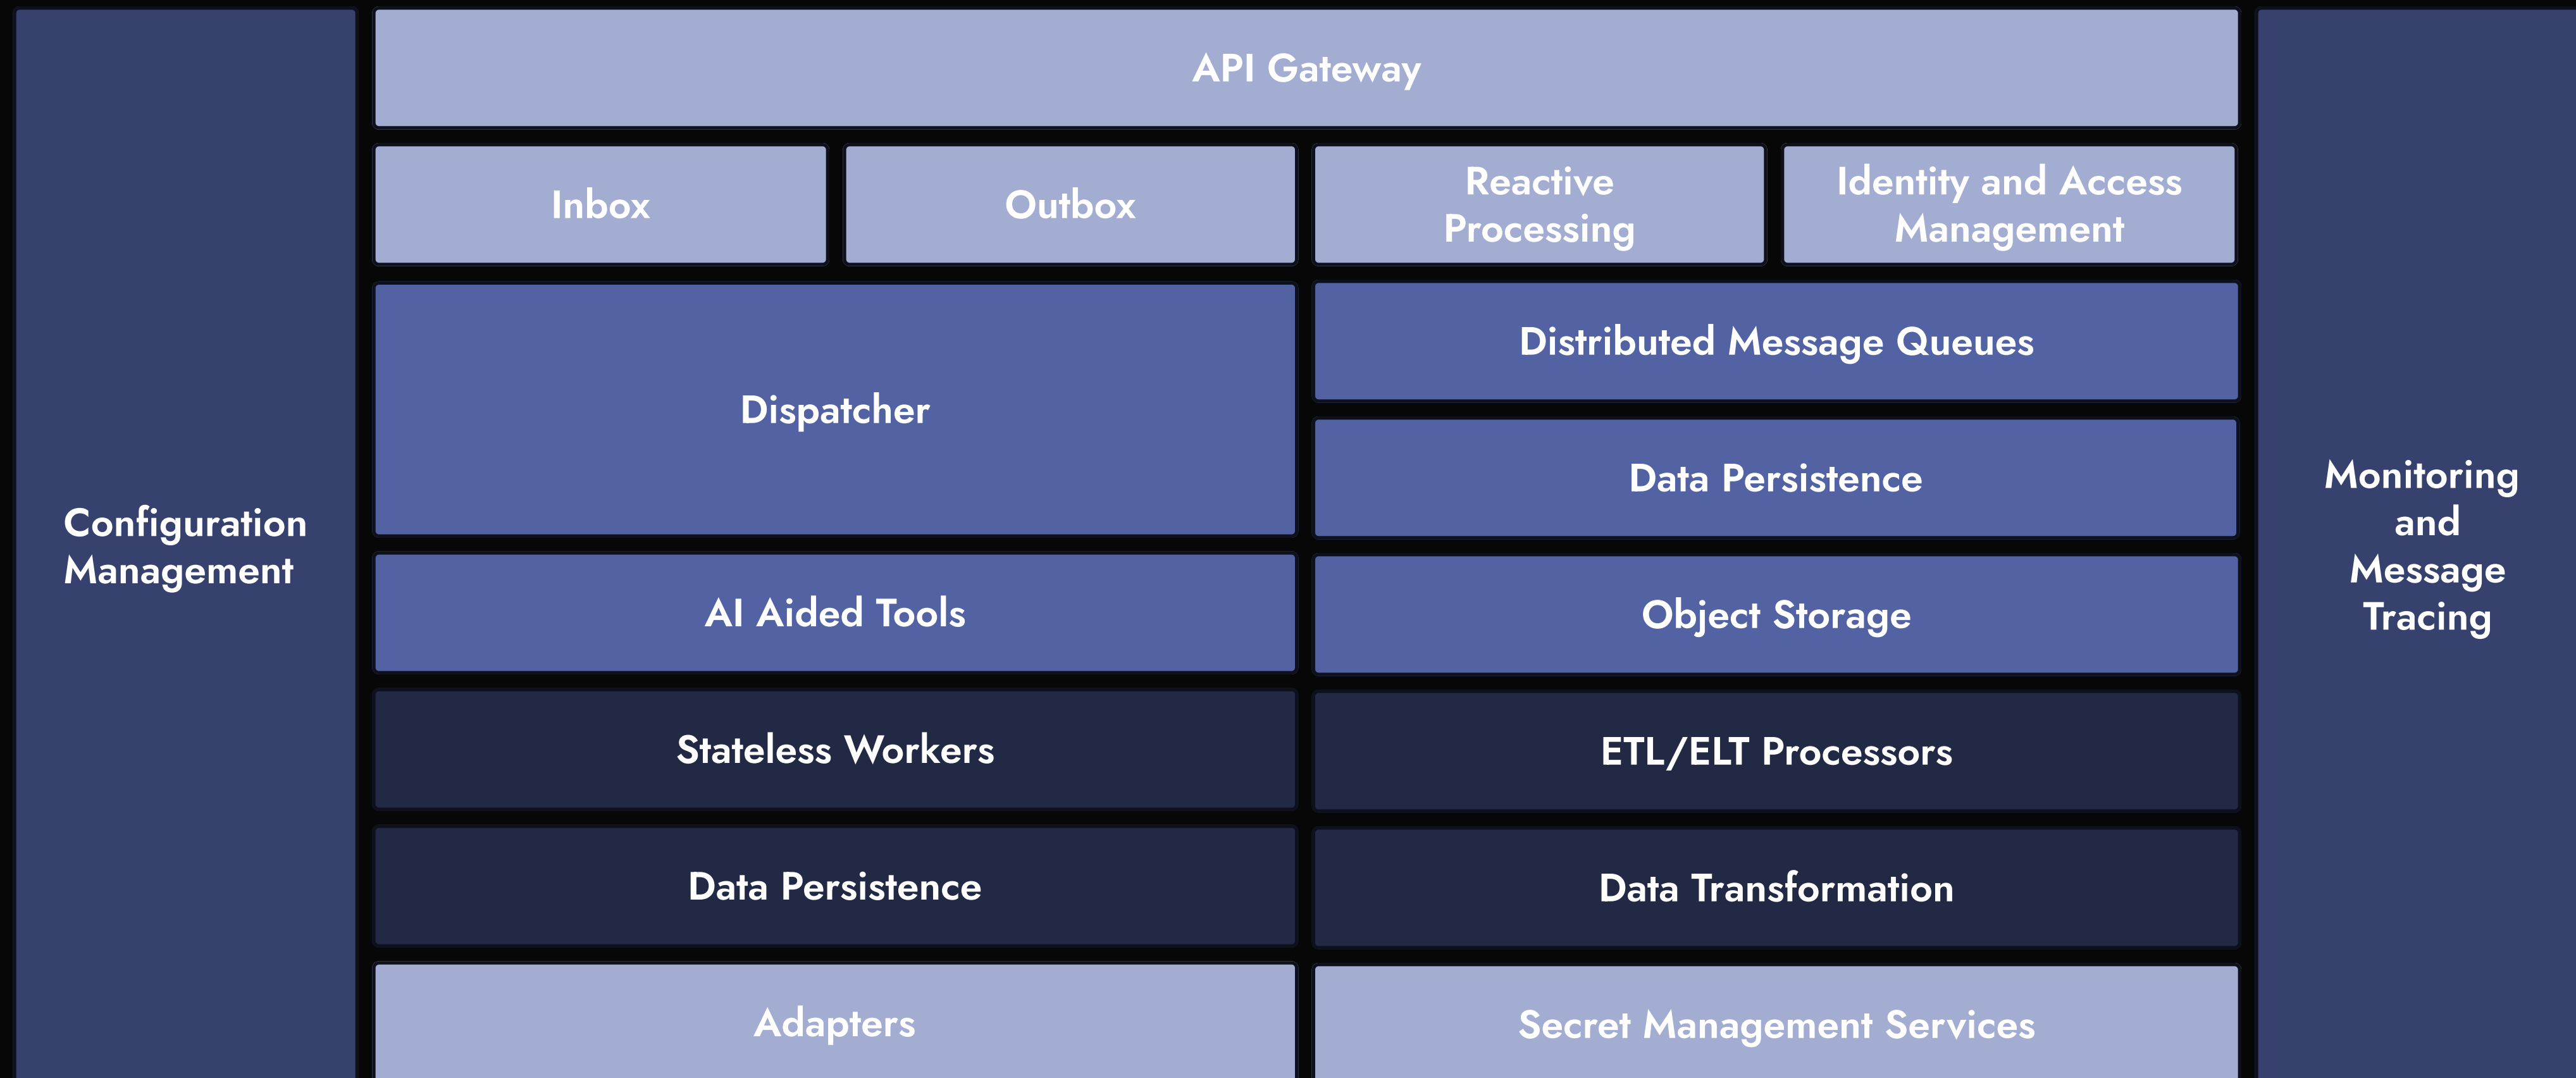 API Gateway
Inbox
Outbox
Reactive
Processing
Identity and Access
Management
Configuration
Management
Dispatcher
Distributed Message Queues
Data Persistence
AI Aided Tools
Object Storage
Stateless Workers
ETL/ELT Processors
Data Persistence
Data Transformation
Adapters
Secret Management Services
Monitoring
and
Message
Tracing